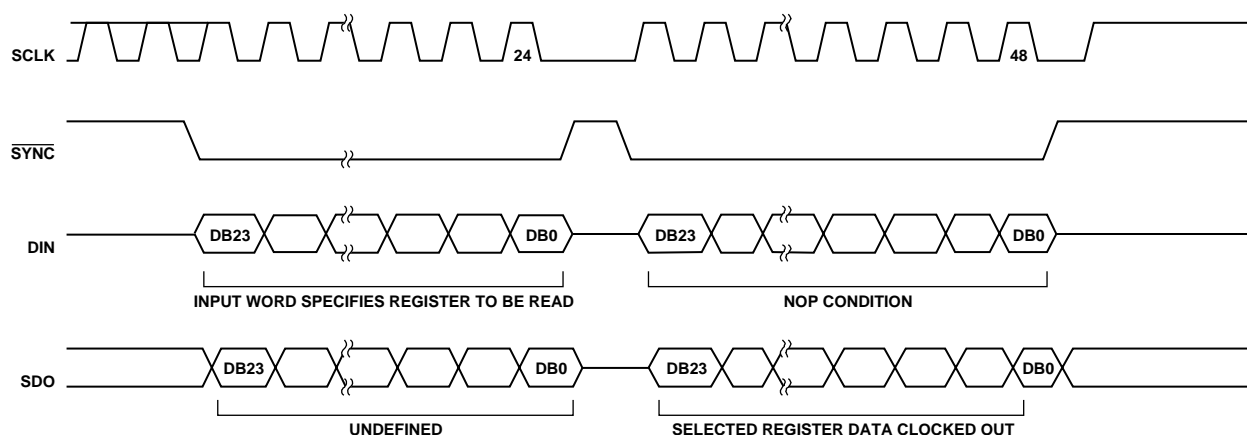 SCLK
24
48
SYNC
DIN
DB23
DB0
DB23
DB0
INPUT WORD SPECIFIES REGISTER TO BE READ
NOP CONDITION
SDO
DB23
DB0
DB23
DB0
UNDEFINED
SELECTED REGISTER DATA CLOCKED OUT